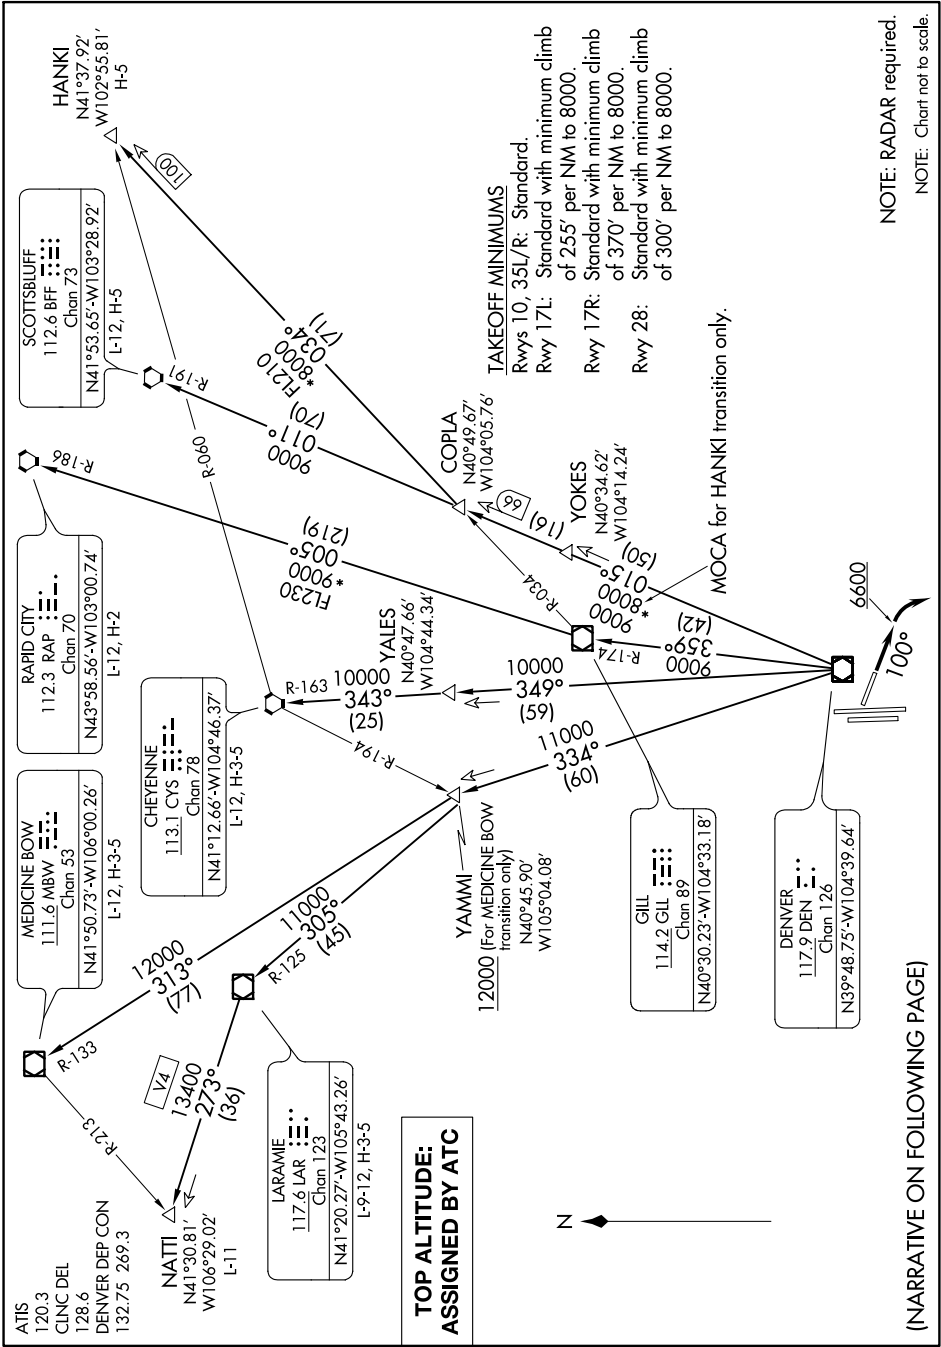 ATIS
120.3
CLNC DEL
128.6
DENVER DEP CON
132.75 269.3
MEDICINE BOW
111.6 MBW
Chan 53
N41°50.73'-W106°00.26'
L-12, H-3-5
RAPID CITY
112.3 RAP
Chan 70
N43°58.56'-W103°00.74'
L-12, H-2
SCOTTSBLUFF
112.6 BFF
Chan 73
N41°53.65'-W103°28.92'
L-12, H-5
HANKI
N41°37.92'
W102°55.81'
H-5
CHEYENNE
113.1 CYS
Chan 78
N41°12.66'-W104°46.37'
L-12, H-3-5
R-133
R-213
R-186
R-191
R-060
100
V4
13400
273°
(36)
NATTI
N41°30.81'
W106°29.02'
L-11
12000
313°
(77)
R-125
11000
305°
(45)
R-194
R-163
10000
343°
(25)
YALES
N40°47.66'
W104°44.34'
FL230
*9000
005°
(219)
9000
011°
(70)
FL210
*8000
034°
(71)
LARAMIE
117.6 LAR
Chan 123
N41°20.27'-W105°43.26'
L-9-12, H-3-5
YAMMI
12000 (For MEDICINE BOW
transition only)
N40°45.90'
W105°04.08'
COPLA
N40°49.67'
W104°05.76'
66
(16)
YOKES
N40°34.62'
W104°14.24'
R-034
R-174
11000
334°
(60)
10000
349°
(59)
9000
359°
(42)
9000
*8000
015°
(50)
MOCA for HANKI transition only.
TAKEOFF MINIMUMS
Rwys 10, 35L/R: Standard.
Rwy 17L: Standard with minimum climb
of 255' per NM to 8000.
Rwy 17R: Standard with minimum climb
of 370' per NM to 8000.
Rwy 28: Standard with minimum climb
of 300' per NM to 8000.
GILL
114.2 GLL
Chan 89
N40°30.23'-W104°33.18'
DENVER
117.9 DEN
Chan 126
N39°48.75'-W104°39.64'
6600
100°
TOP ALTITUDE:
ASSIGNED BY ATC
N
NOTE: RADAR required.
NOTE: Chart not to scale.
(NARRATIVE ON FOLLOWING PAGE)